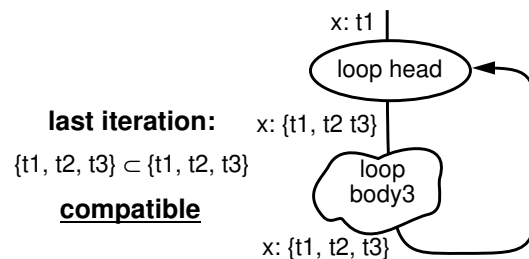 x: t1
loop head
last iteration:
x: {t1, t2 t3}
{t1, t2, t3} ⊂ {t1, t2, t3}
loop
body3
compatible
x: {t1, t2, t3}